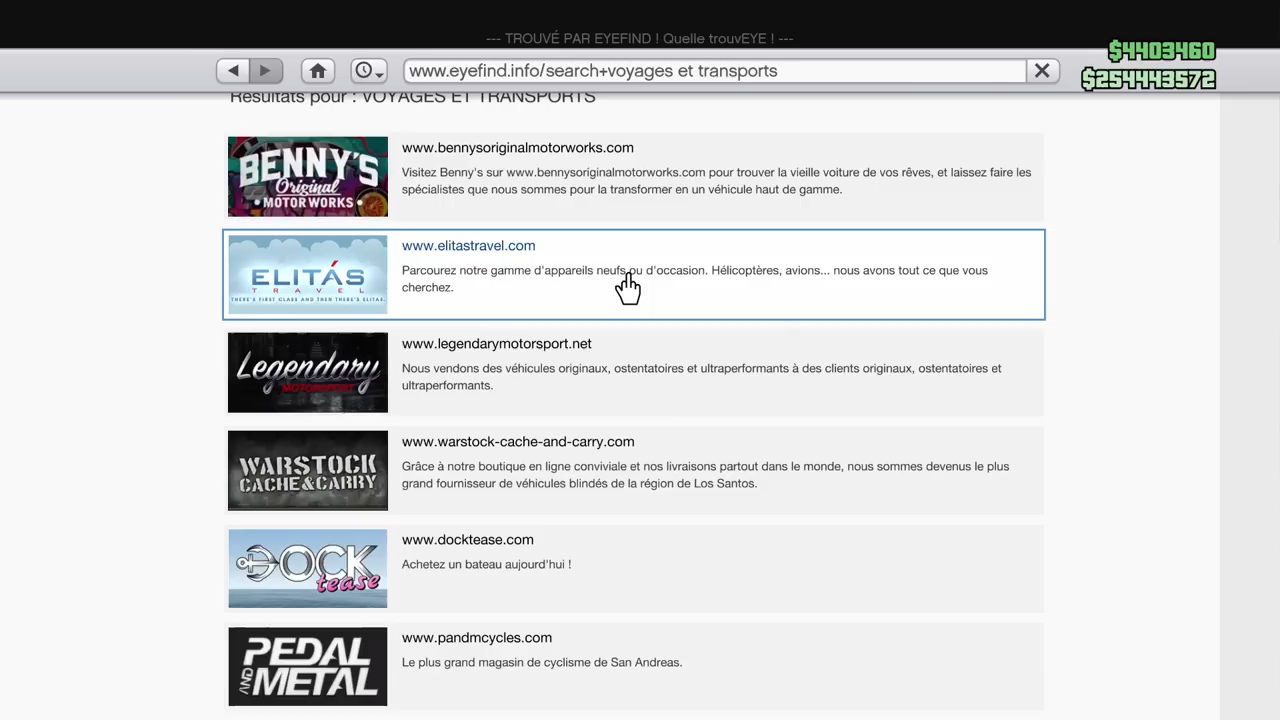 --- TROUVÉ PAR EYEFIND ! Quelle trouvEYE ! ---
$4403460
www.eyefind.info/search+voyages et transports
$254443572
Résultats pour : VOYAGES ET TRANSPORTS
BENNY'S
Original
• MOTOR WORKS •
www.bennysoriginalmotorworks.com
Visitez Benny's sur www.bennysoriginalmotorworks.com pour trouver la vieille voiture de vos rêves, et laissez faire les
spécialistes que nous sommes pour la transformer en un véhicule haut de gamme.
ELITÁS
TRAVEL
THERE'S FIRST CLASS AND THEN THERE'S ELITAS.
www.elitastravel.com
Parcourez notre gamme d'appareils neufs ou d'occasion. Hélicoptères, avions... nous avons tout ce que vous
cherchez.
Legendary
MOTORSPORT
www.legendarymotorsport.net
Nous vendons des véhicules originaux, ostentatoires et ultraperformants à des clients originaux, ostentatoires et
ultraperformants.
WARSTOCK
CACHE&CARRY
www.warstock-cache-and-carry.com
Grâce à notre boutique en ligne conviviale et nos livraisons partout dans le monde, nous sommes devenus le plus
grand fournisseur de véhicules blindés de la région de Los Santos.
DOCK
tease
www.docktease.com
Achetez un bateau aujourd'hui !
PEDAL
AND METAL
www.pandmcycles.com
Le plus grand magasin de cyclisme de San Andreas.